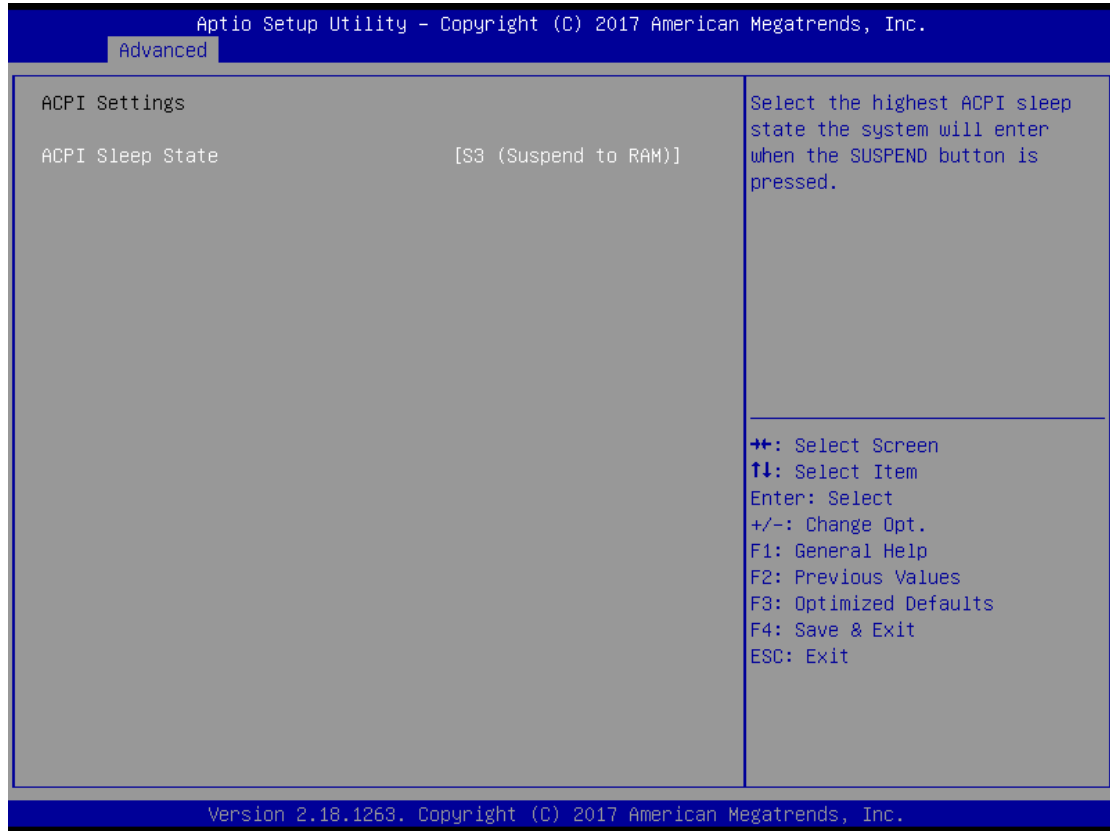 Aptio Setup Utility – Copyright (C) 2017 American Megatrends, Inc.
Advanced
ACPI Settings
ACPI Sleep State [S3 (Suspend to RAM)]
Select the highest ACPI sleep
state the system will enter
when the SUSPEND button is
pressed.
→←: Select Screen
↑↓: Select Item
Enter: Select
+/-: Change Opt.
F1: General Help
F2: Previous Values
F3: Optimized Defaults
F4: Save & Exit
ESC: Exit
Version 2.18.1263. Copyright (C) 2017 American Megatrends, Inc.